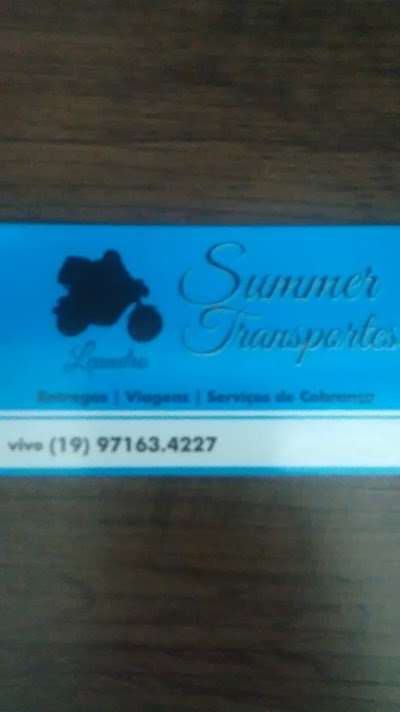 Summer
Transportes
Leandro
Entregas | Viagens | Serviços de Cobrança
vivo (19) 97163.4227